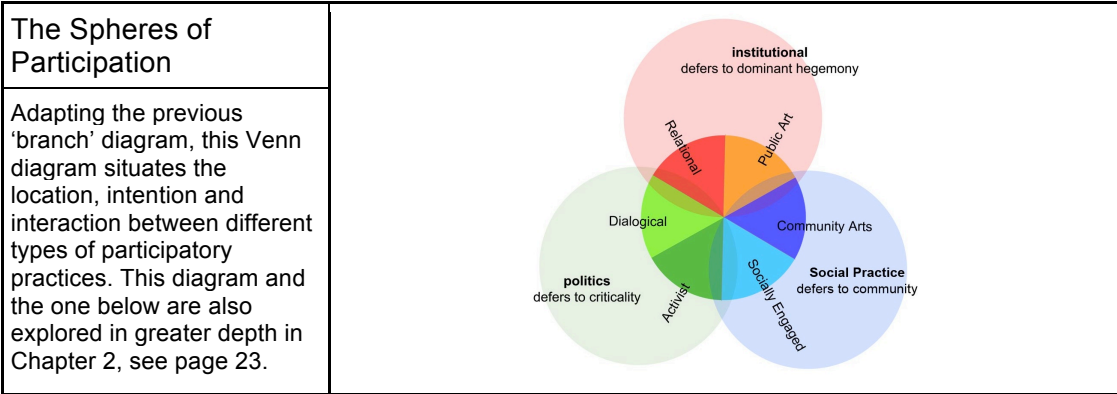 The Spheres of
Participation
Adapting the previous
‘branch’ diagram, this Venn
diagram situates the
location, intention and
interaction between different
types of participatory
practices. This diagram and
the one below are also
explored in greater depth in
Chapter 2, see page 23.
institutional
defers to dominant hegemony
Relational
Public Art
Dialogical
Community Arts
politics
defers to criticality
Activist
Socially Engaged
Social Practice
defers to community